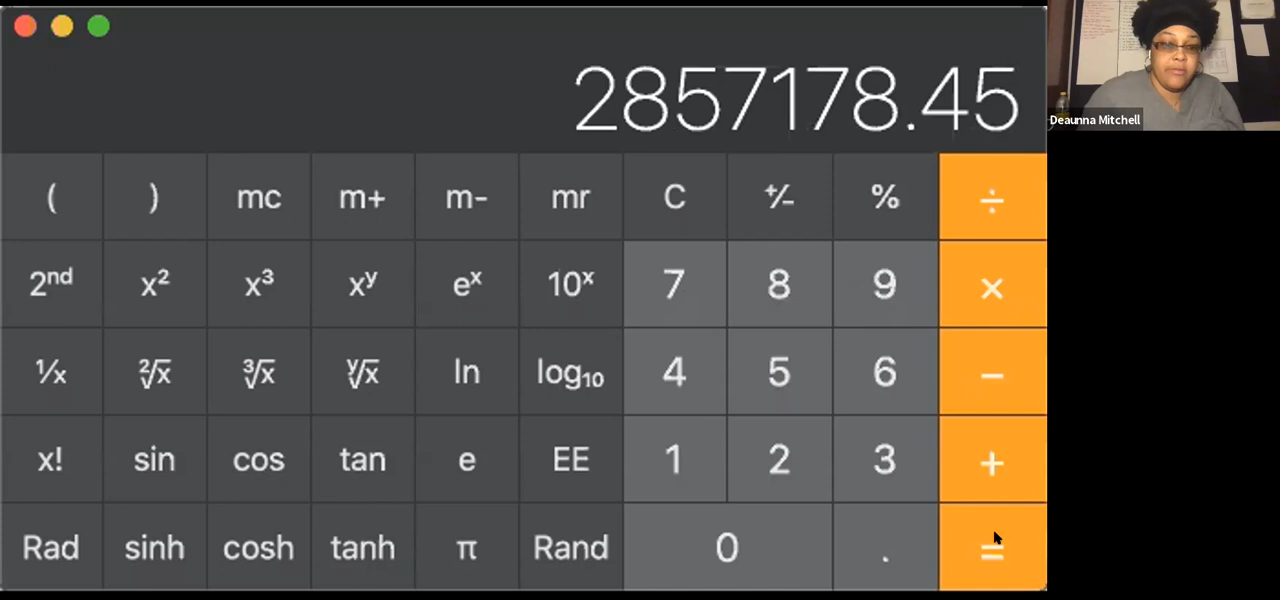 2857178.45
Deaunna Mitchell
( ) mc m+ m- mr C +/- % ÷
2nd x² x³ xʸ eˣ 10ˣ 7 8 9 ×
¹/x ²√x ³√x ʸ√x ln log₁₀ 4 5 6 −
x! sin cos tan e EE 1 2 3 +
Rad sinh cosh tanh π Rand 0 . =